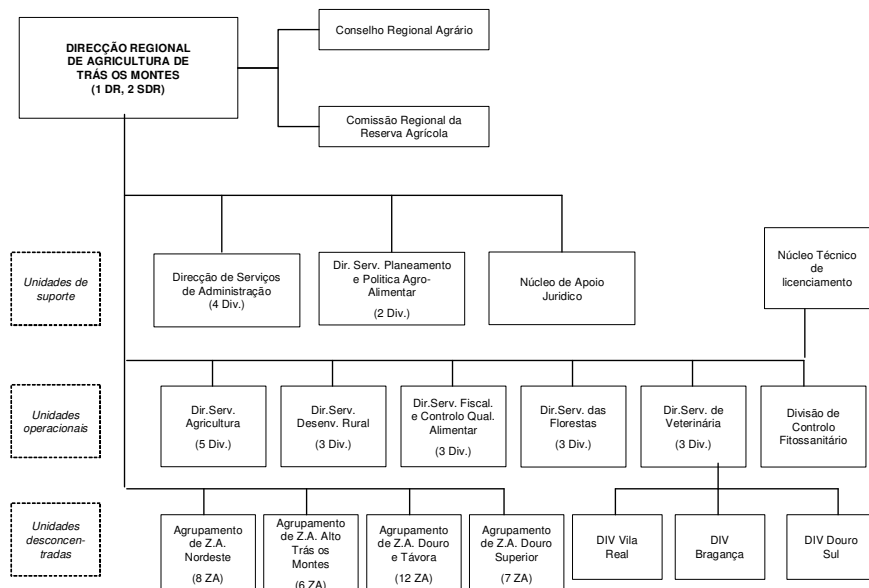 DIRECÇÃO REGIONAL
DE AGRICULTURA DE
TRÁS OS MONTES
(1 DR, 2 SDR)
Conselho Regional Agrário
Comissão Regional da
Reserva Agrícola
Unidades de
suporte
Direcção de Serviços
de Administração
(4 Div.)
Dir. Serv. Planeamento
e Politica Agro-
Alimentar
(2 Div.)
Núcleo de Apoio
Juridico
Núcleo Técnico
de
licenciamento
Unidades
operacionais
Dir.Serv.
Agricultura
(5 Div.)
Dir.Serv.
Desenv. Rural
(3 Div.)
Dir.Serv. Fiscal.
e Controlo Qual.
Alimentar
(3 Div.)
Dir.Serv. das
Florestas
(3 Div.)
Dir.Serv. de
Veterinária
(3 Div.)
Divisão de
Controlo
Fitossanitário
Unidades
desconcen-
tradas
Agrupamento
de Z.A.
Nordeste
(8 ZA)
Agrupamento
de Z.A. Alto
Trás os
Montes
(6 ZA)
Agrupamento
de Z.A. Douro
e Távora
(12 ZA)
Agrupamento
de Z.A. Douro
Superior
(7 ZA)
DIV Vila
Real
DIV
Bragança
DIV Douro
Sul